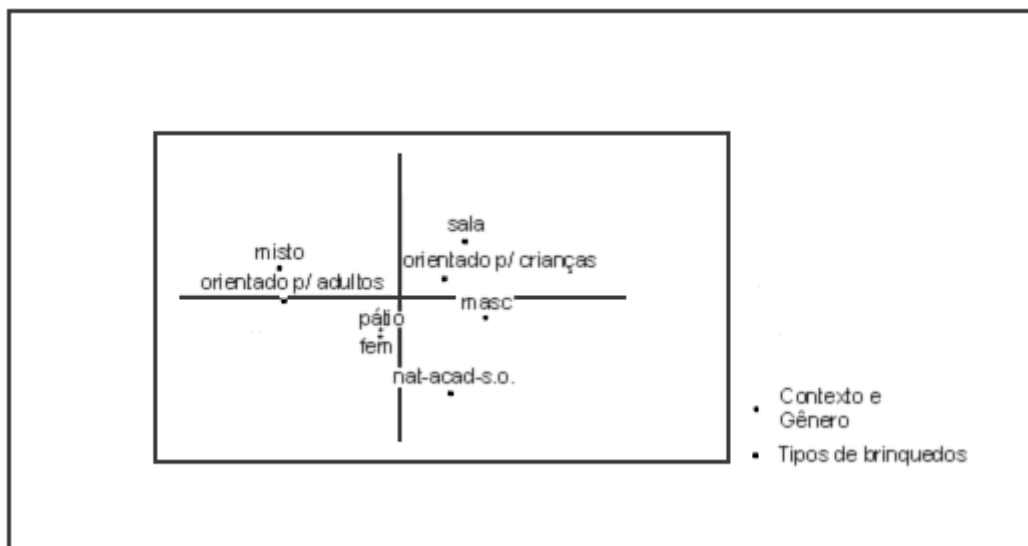 sala
misto
orientado p/ crianças
orientado p/ adultos
masc
pátio
fem
nat-acad-s.o.
Contexto e
Gênero
Tipos de brinquedos